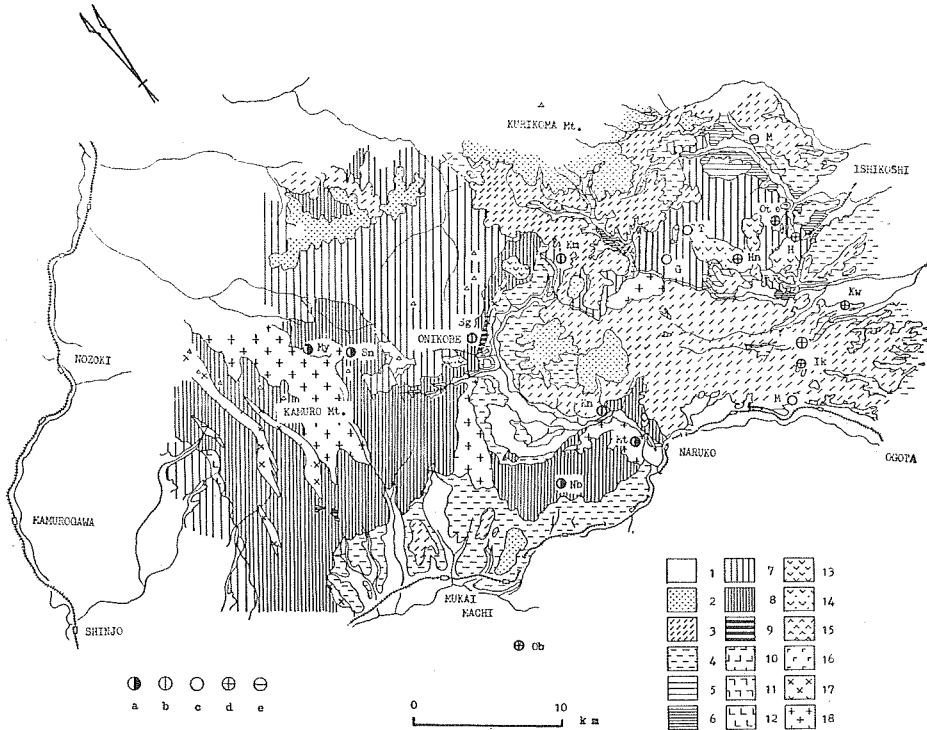 KURIKOMA Mt.
M
ISHIKOSHI
Ot
H
T
Hn
G
Km
Kw
Sg
ONIKOBE
My
Sn
NOZOKI
KAMURO Mt.
Ik
M
Kn
kt
NARUKO
OGOTA
Nb
KAMUROGAWA
MUKAI
MACHI
SHINJO
Ob
a b c d e
0 10
km
1 7 13
2 8 14
3 9 15
4 10 16
5 11 17
6 12 18